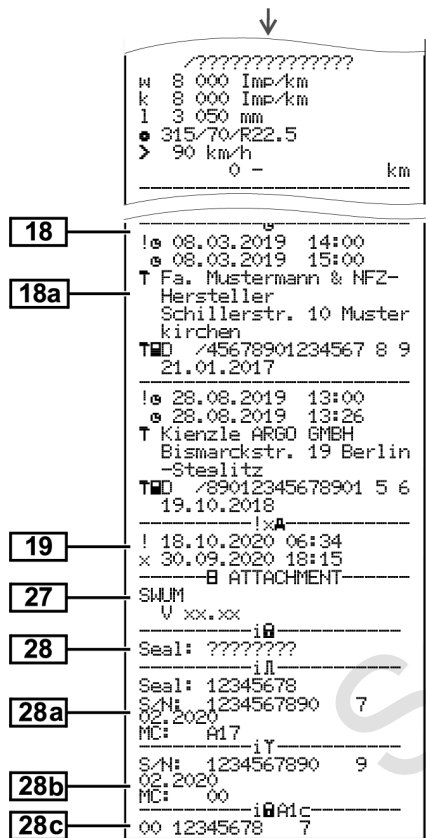 /??????????????
w 8 000 Imp/km
k 8 000 Imp/km
l 3 050 mm
● 315/70/R22.5
> 90 km/h
0 - km
18
! 08.03.2019 14:00
08.03.2019 15:00
18a
T Fa. Mustermann & NFZ-
Hersteller
Schillerstr. 10 Muster
kirchen
T D /45678901234567 8 9
21.01.2017
! 28.08.2019 13:00
28.08.2019 13:26
T Kienzle ARGO GMBH
Bismarckstr. 19 Berlin
-Steglitz
T D /89012345678901 5 6
19.10.2018
!x
19
! 18.10.2020 06:34
x 30.09.2020 18:15
ATTACHMENT
27
SWUM
V xx.xx
i
28
Seal: ????????
i
Seal: 12345678
28a
S/N: 1234567890 7
02.2020
MC: A17
i
S/N: 1234567890 9
28b
02.2020
MC: 00
i A1c
28c
00 12345678 7